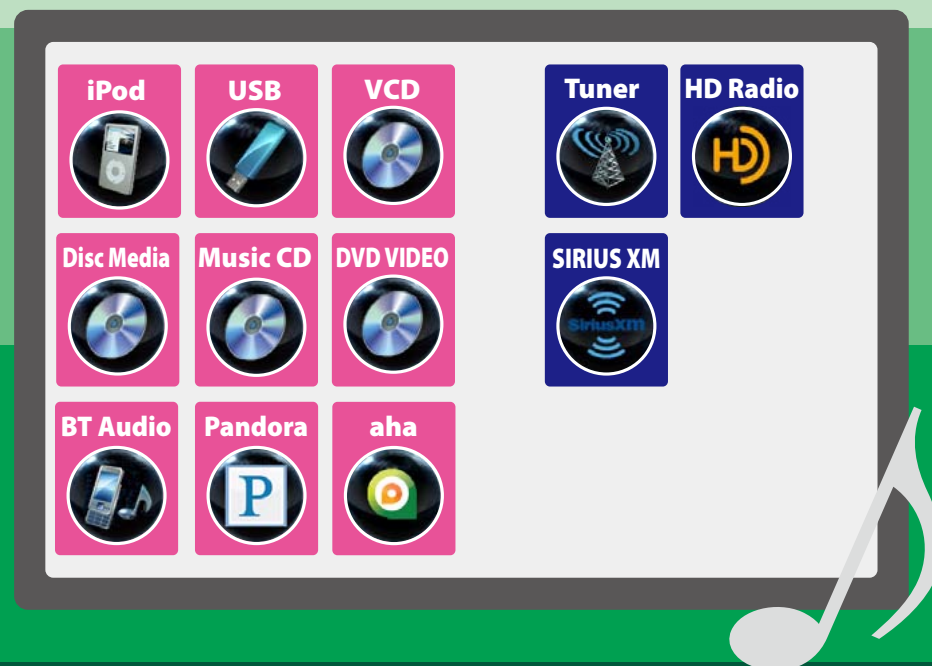 iPod
USB
VCD
Tuner
HD Radio
HD
Disc Media
Music CD
DVD VIDEO
SIRIUS XM
SiriusXM
BT Audio
Pandora
aha
P